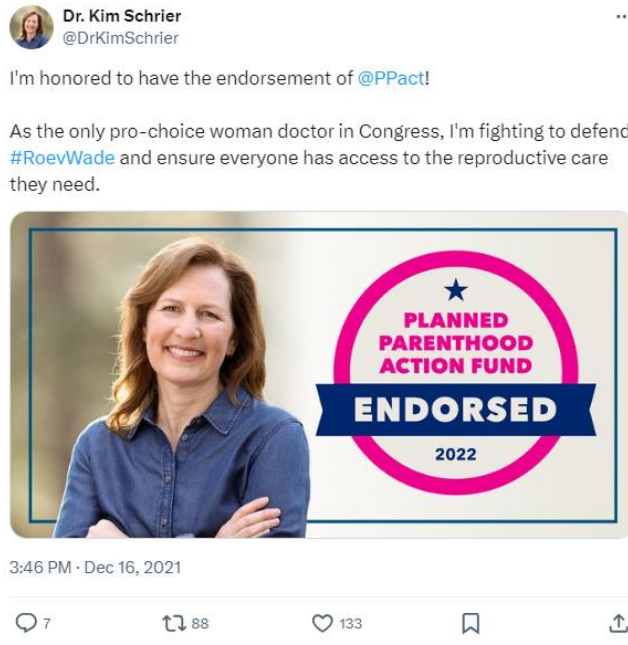 Dr. Kim Schrier
@DrKimSchrier
I'm honored to have the endorsement of @PPact!
As the only pro-choice woman doctor in Congress, I'm fighting to defend
#RoevWade and ensure everyone has access to the reproductive care
they need.
PLANNED
PARENTHOOD
ACTION FUND
ENDORSED
2022
3:46 PM · Dec 16, 2021
7 88 133